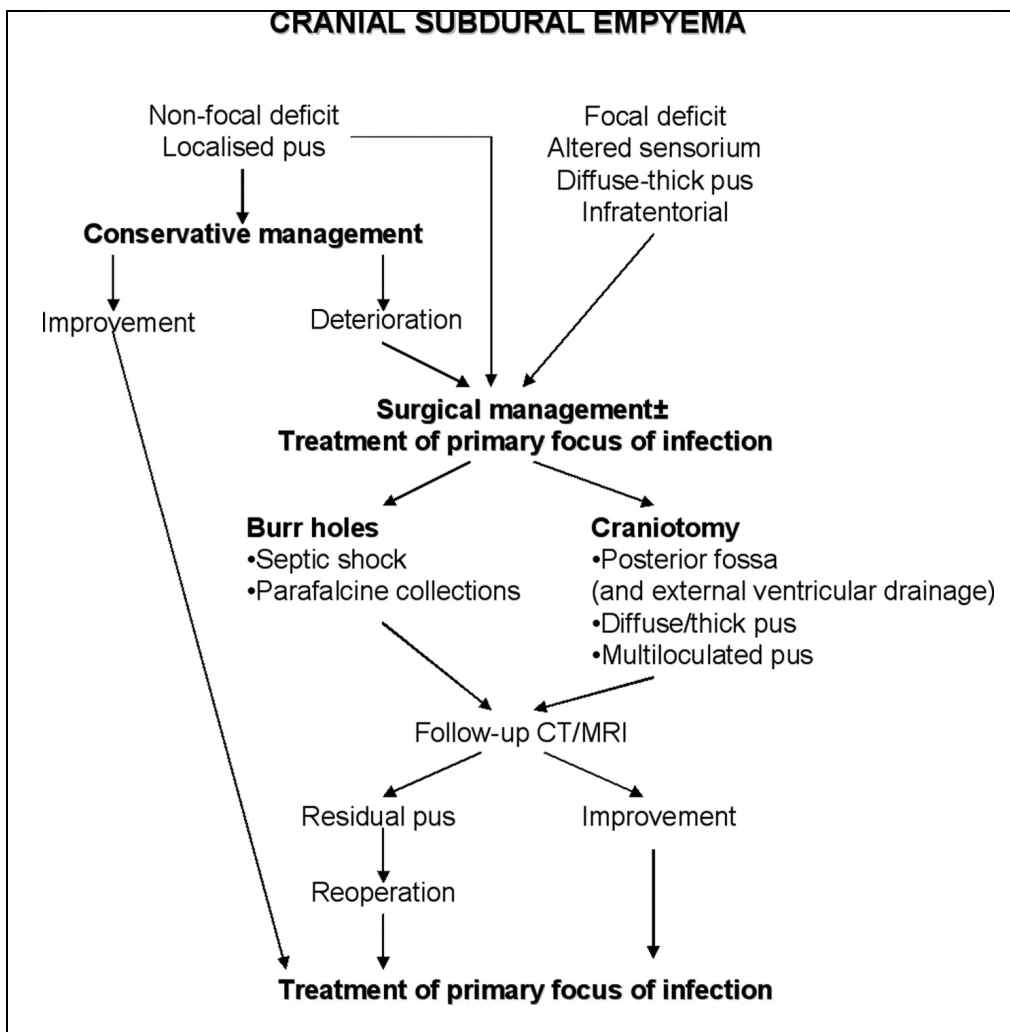 CRANIAL SUBDURAL EMPYEMA
Non-focal deficit
Localised pus
Focal deficit
Altered sensorium
Diffuse-thick pus
Infratentorial
Conservative management
Improvement
Deterioration
Surgical management±
Treatment of primary focus of infection
Burr holes
•Septic shock
•Parafalcine collections
Craniotomy
•Posterior fossa
(and external ventricular drainage)
•Diffuse/thick pus
•Multiloculated pus
Follow-up CT/MRI
Residual pus
Improvement
Reoperation
Treatment of primary focus of infection